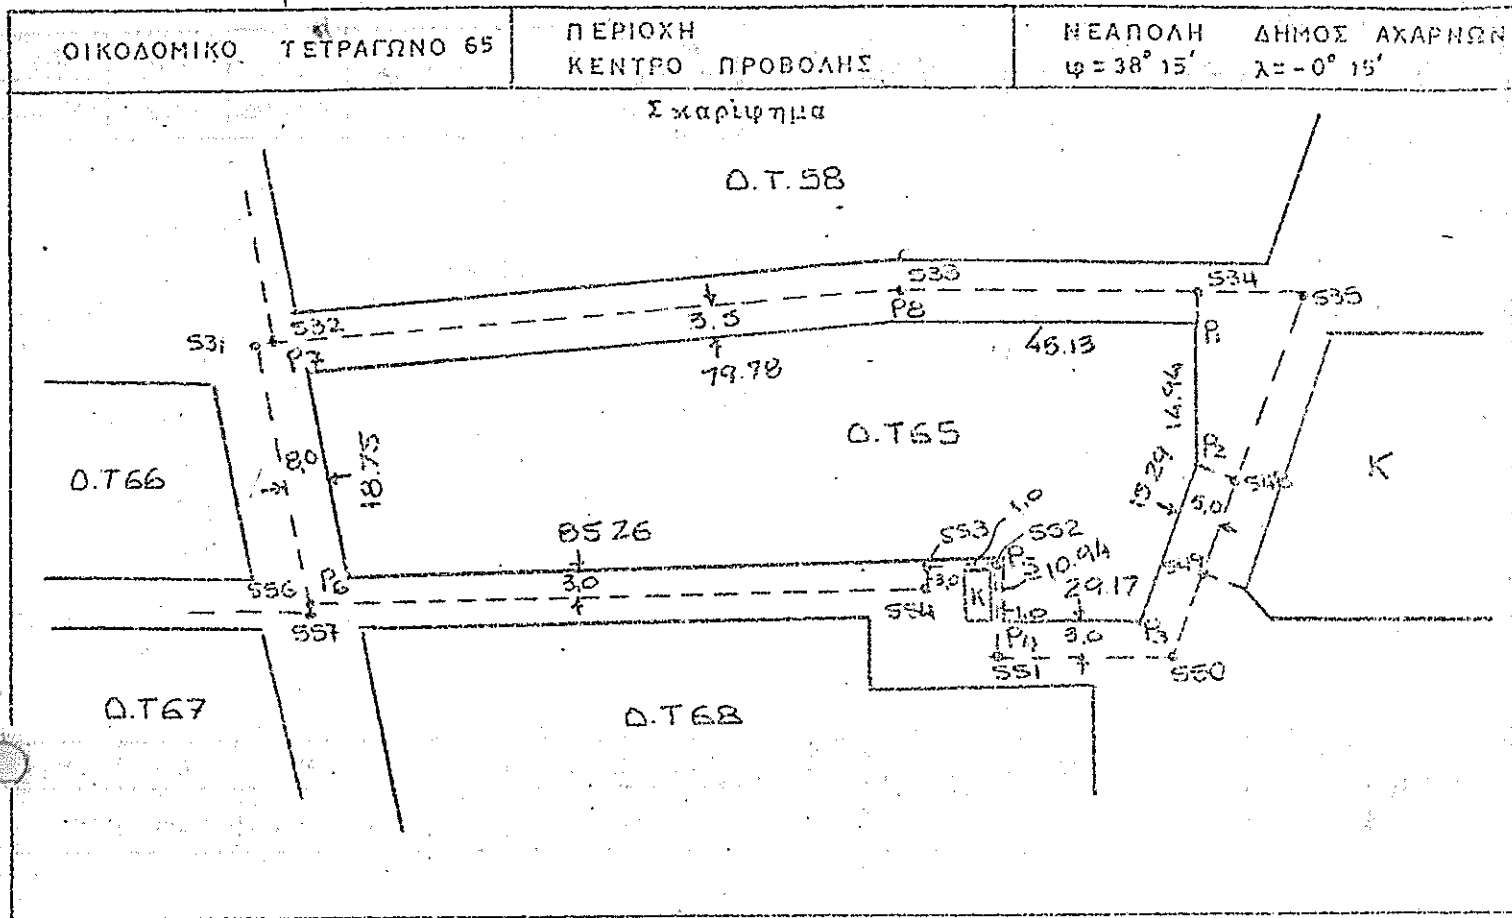 ΟΙΚΟΔΟΜΙΚΟ ΤΕΤΡΑΓΩΝΟ 65
ΠΕΡΙΟΧΗ
ΚΕΝΤΡΟ ΠΡΟΒΟΛΗΣ
ΝΕΑΠΟΛΗ ΔΗΜΟΣ ΑΧΑΡΝΩΝ
φ = 38° 15' λ = -0° 15'
Σκαρίφημα
Ο.Τ. 58
S33
S34
S35
S32
S31
P7
3,5
P8
P1
45.13
79.78
14.94
Ο.Τ65
Ο.Τ66
8,0
18.75
P2
15.29
5,0
K
85 26
S53
1,0
S52
P5
10.94
29.17
S49
S56
P6
3,0
3,0
S54
K
1,0
3,0
P3
S57
P4
S51
S50
Ο.Τ67
Ο.Τ68